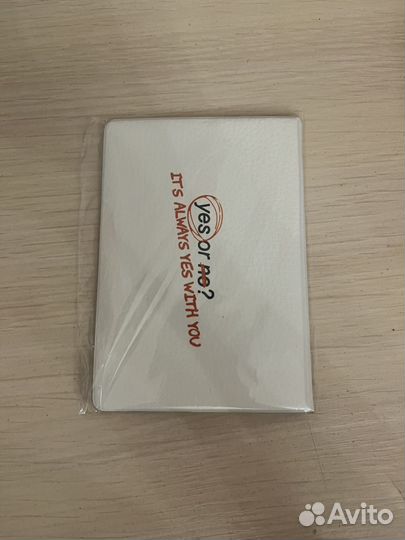 yes or no?
IT'S ALWAYS YES WITH YOU
Avito